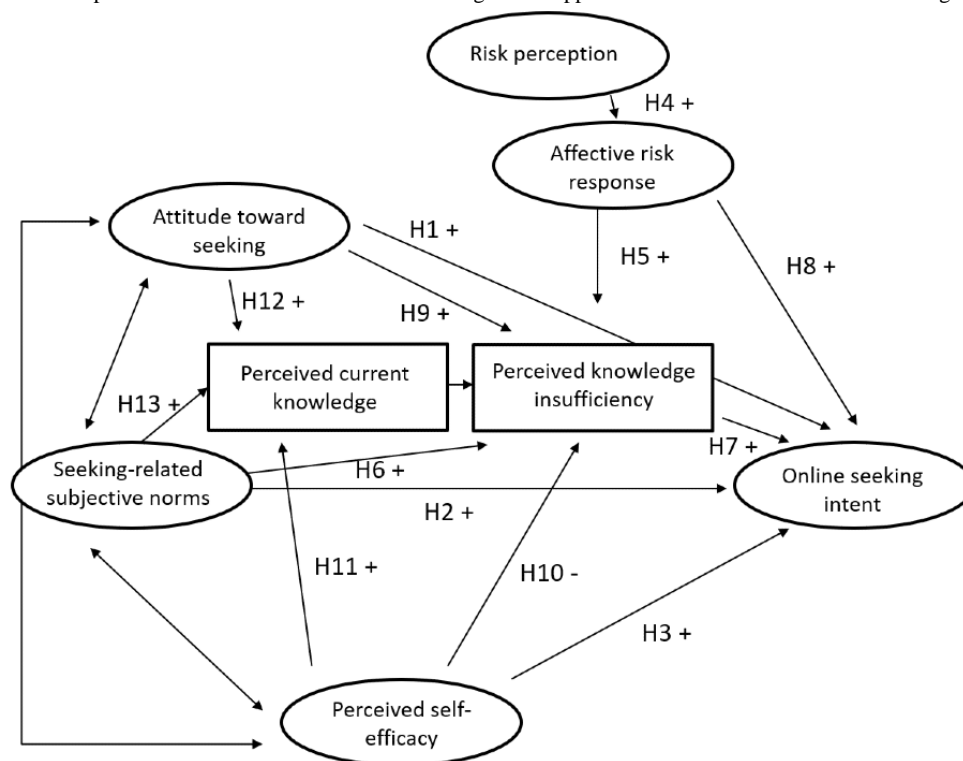 Risk perception
H4 +
Affective risk
response
Attitude toward
seeking
H1 +
H5 +
H8 +
H12 +
H9 +
Perceived current
knowledge
Perceived knowledge
insufficiency
H13 +
H7 +
Seeking-related
subjective norms
H6 +
H2 +
Online seeking
intent
H11 +
H10 -
H3 +
Perceived self-
efficacy